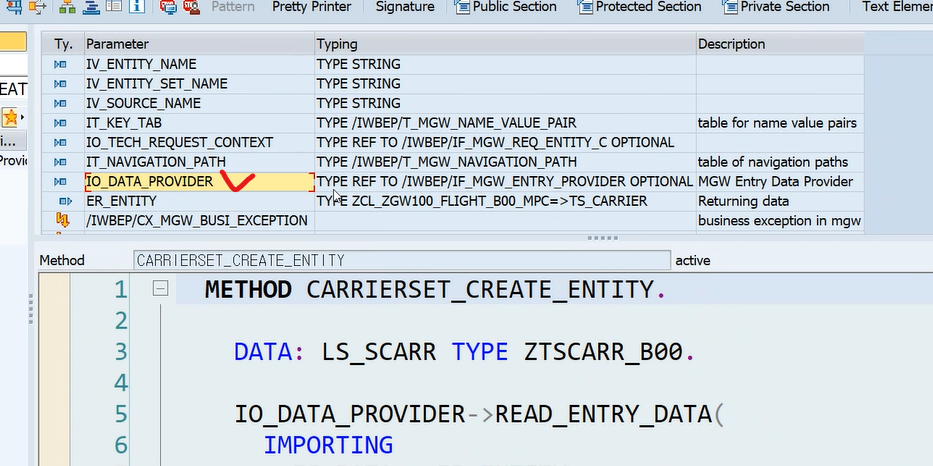 Pattern Pretty Printer Signature Public Section Protected Section Private Section
EAT
Ty. Parameter Typing Description
IV_ENTITY_NAME TYPE STRING
IV_ENTITY_SET_NAME TYPE STRING
IV_SOURCE_NAME TYPE STRING
IT_KEY_TAB TYPE /IWBEP/T_MGW_NAME_VALUE_PAIR table for name value pairs
IO_TECH_REQUEST_CONTEXT TYPE REF TO /IWBEP/IF_MGW_REQ_ENTITY_C OPTIONAL
IT_NAVIGATION_PATH TYPE /IWBEP/T_MGW_NAVIGATION_PATH table of navigation paths
IO_DATA_PROVIDER TYPE REF TO /IWBEP/IF_MGW_ENTRY_PROVIDER OPTIONAL MGW Entry Data Provider
ER_ENTITY TYPE ZCL_ZGW100_FLIGHT_B00_MPC=>TS_CARRIER Returning data
/IWBEP/CX_MGW_BUSI_EXCEPTION business exception in mgw
Method CARRIERSET_CREATE_ENTITY active
1 METHOD CARRIERSET_CREATE_ENTITY.
2
3 DATA: LS_SCARR TYPE ZTSCARR_B00.
4
5 IO_DATA_PROVIDER->READ_ENTRY_DATA(
6 IMPORTING